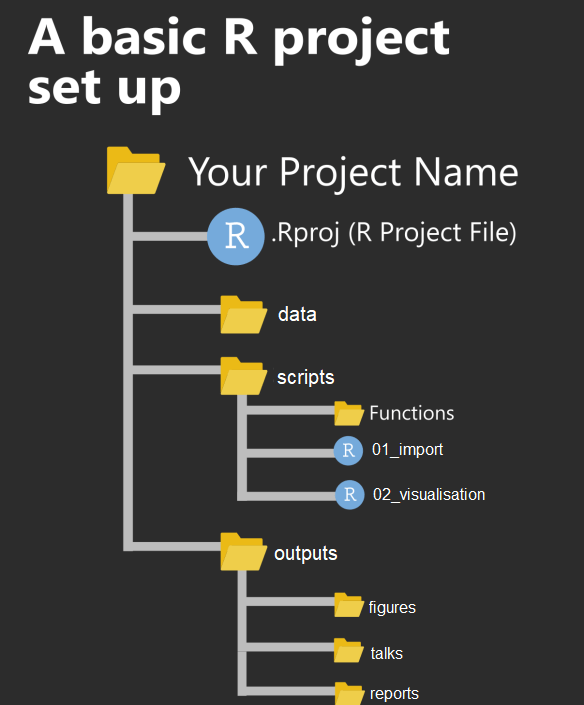 A basic R project
set up
Your Project Name
R
.Rproj (R Project File)
data
scripts
Functions
R
01_import
R
02_visualisation
outputs
figures
talks
reports